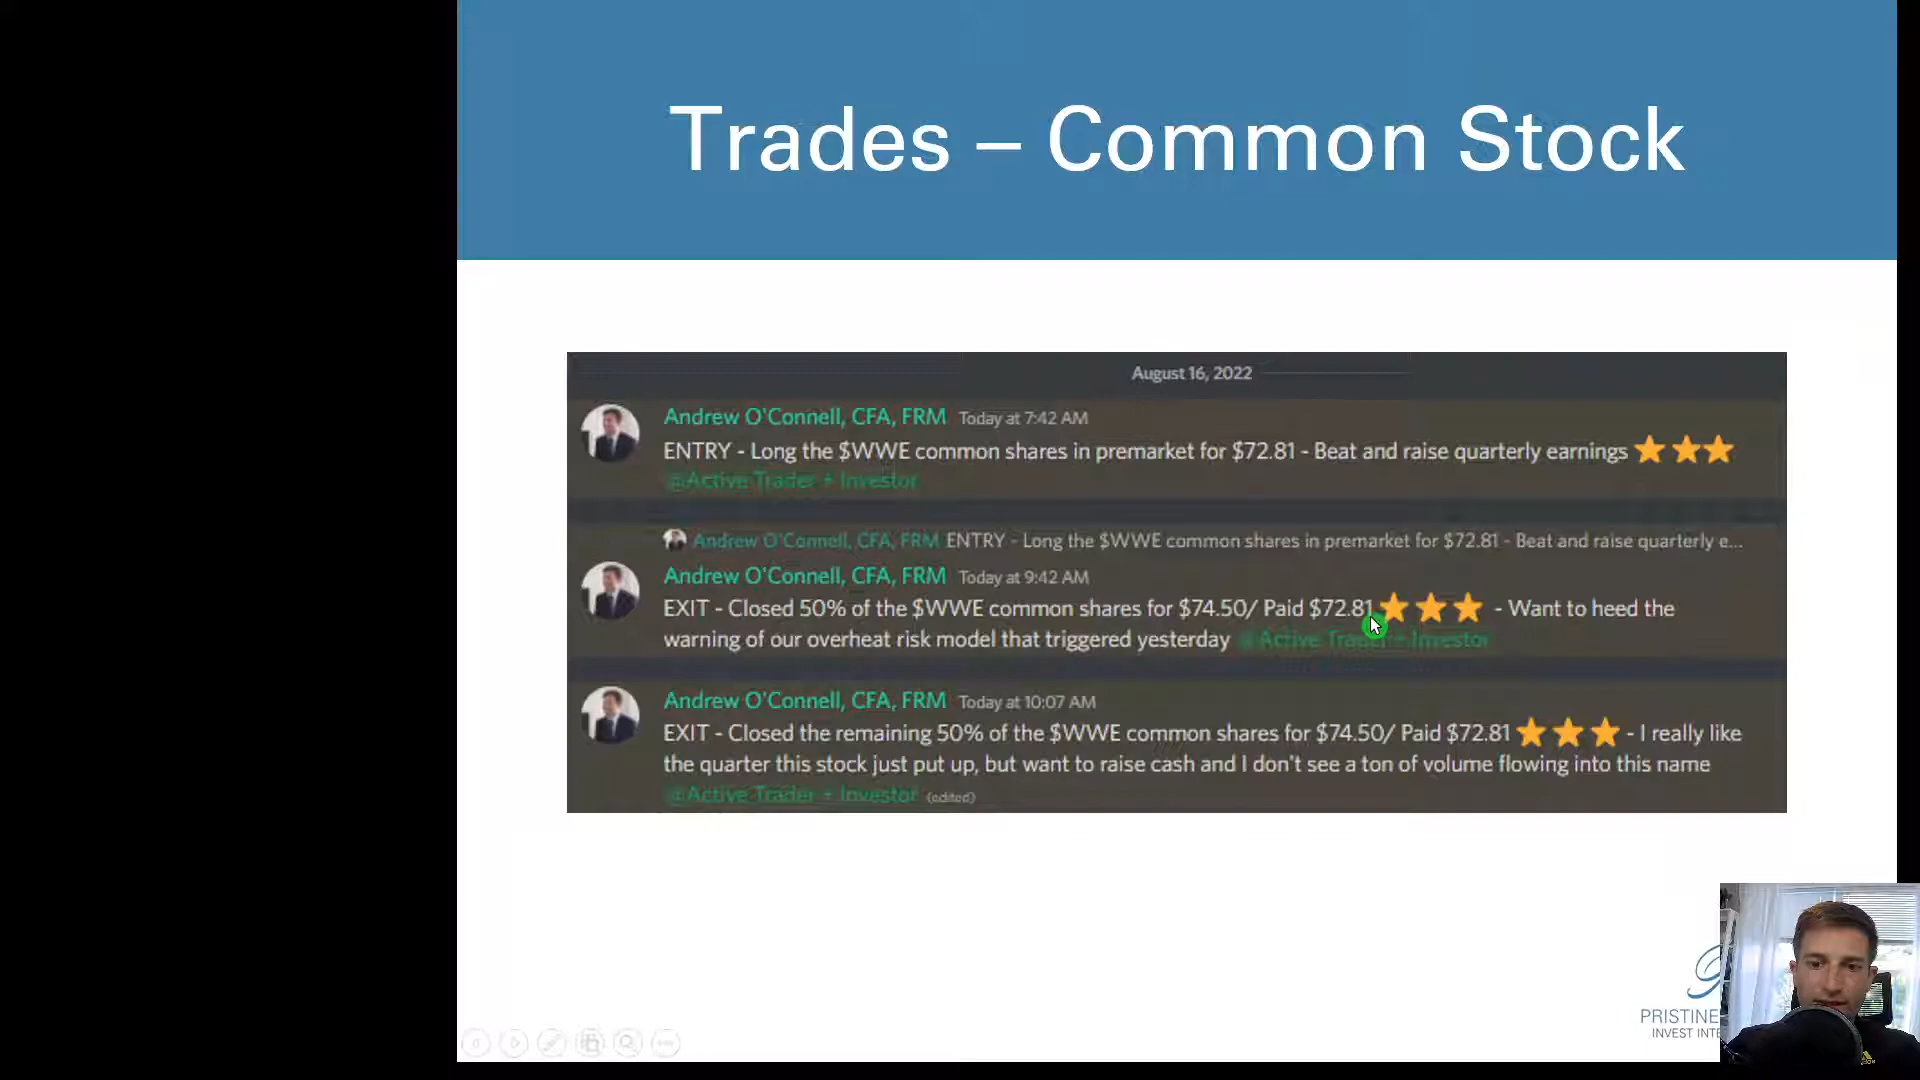 Trades – Common Stock
August 16, 2022
Andrew O'Connell, CFA, FRM Today at 7:42 AM
ENTRY - Long the $WWE common shares in premarket for $72.81 - Beat and raise quarterly earnings ⭐⭐⭐
@Active Trader + Investor
Andrew O'Connell, CFA, FRM ENTRY - Long the $WWE common shares in premarket for $72.81 - Beat and raise quarterly e...
Andrew O'Connell, CFA, FRM Today at 9:42 AM
EXIT - Closed 50% of the $WWE common shares for $74.50/ Paid $72.81 ⭐⭐⭐ - Want to heed the
warning of our overheat risk model that triggered yesterday @Active Trader + Investor
Andrew O'Connell, CFA, FRM Today at 10:07 AM
EXIT - Closed the remaining 50% of the $WWE common shares for $74.50/ Paid $72.81 ⭐⭐⭐ - I really like
the quarter this stock just put up, but want to raise cash and I don't see a ton of volume flowing into this name
@Active Trader + Investor (edited)
PRISTINE
INVEST